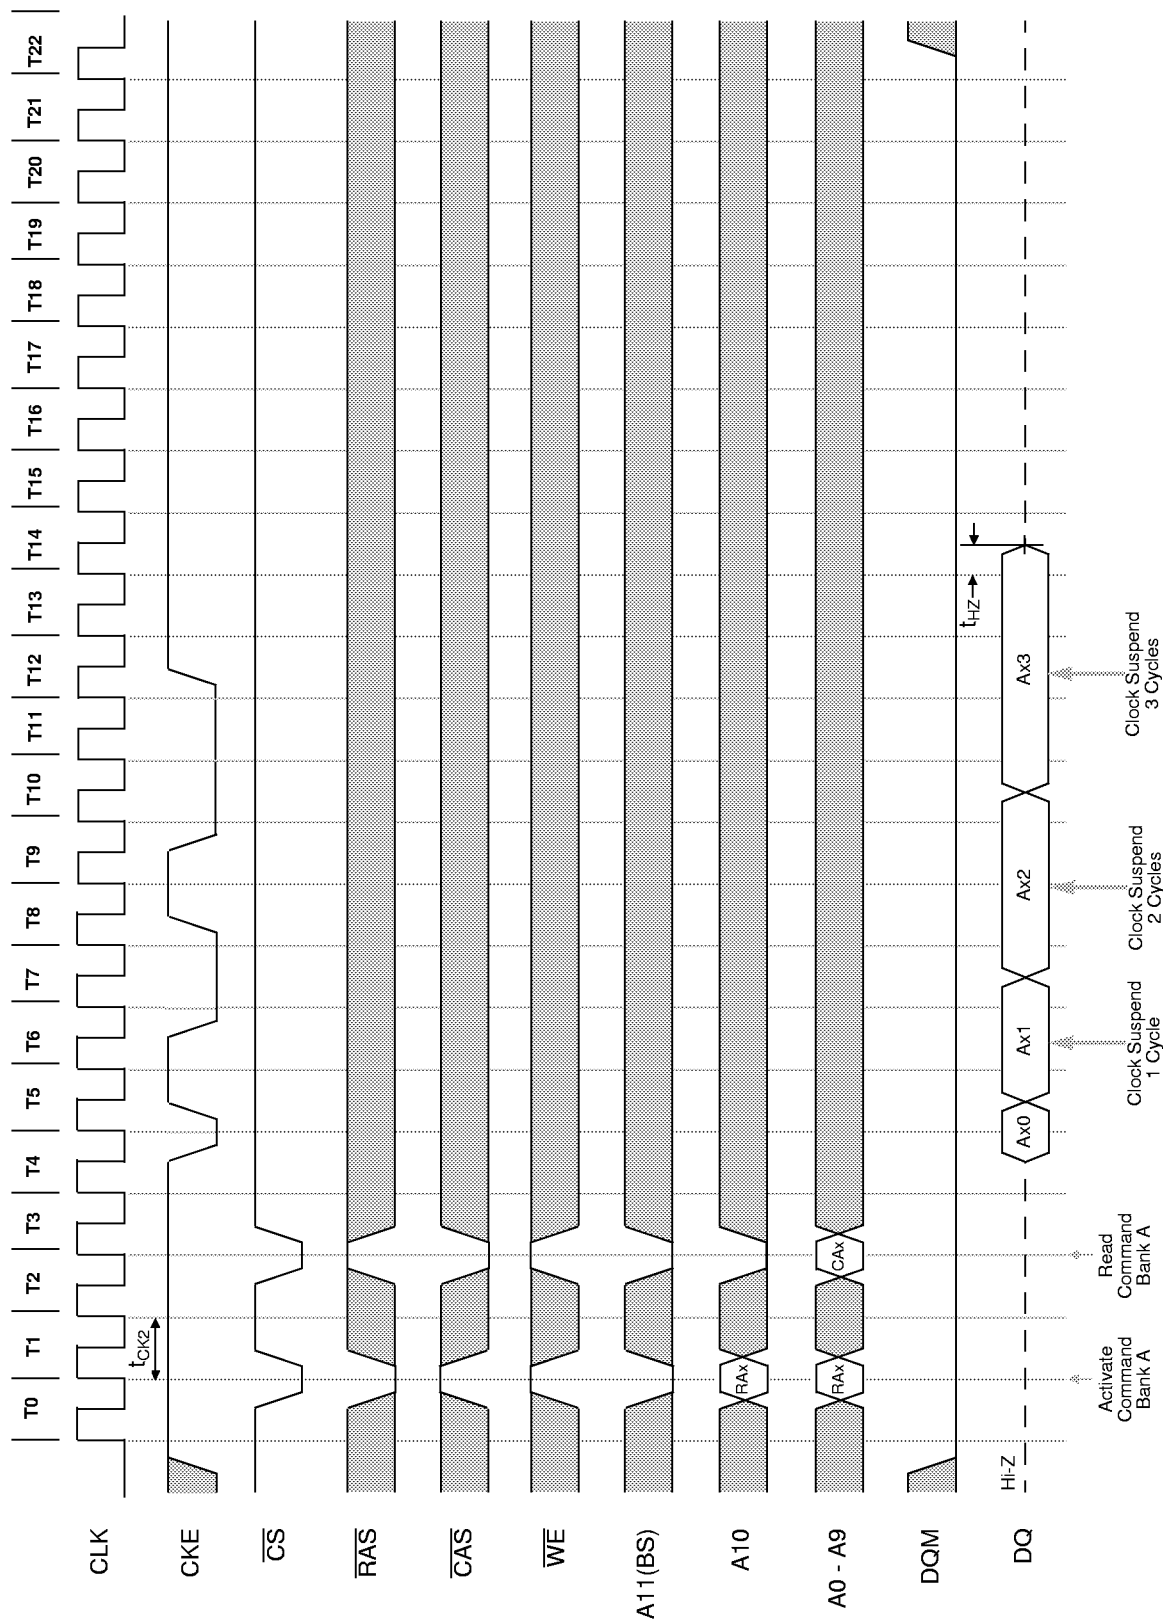 T0 T1 T2 T3 T4 T5 T6 T7 T8 T9 T10 T11 T12 T13 T14 T15 T16 T17 T18 T19 T20 T21 T22
CLK
tCK2
CKE
CS
RAS
CAS
WE
A11(BS)
A10
RAx
A0 - A9
RAx CAx
DQM
tHZ
DQ
Hi-Z
Ax0 Ax1 Ax2 Ax3
Activate
Command
Bank A
Read
Command
Bank A
Clock Suspend
1 Cycle
Clock Suspend
2 Cycles
Clock Suspend
3 Cycles